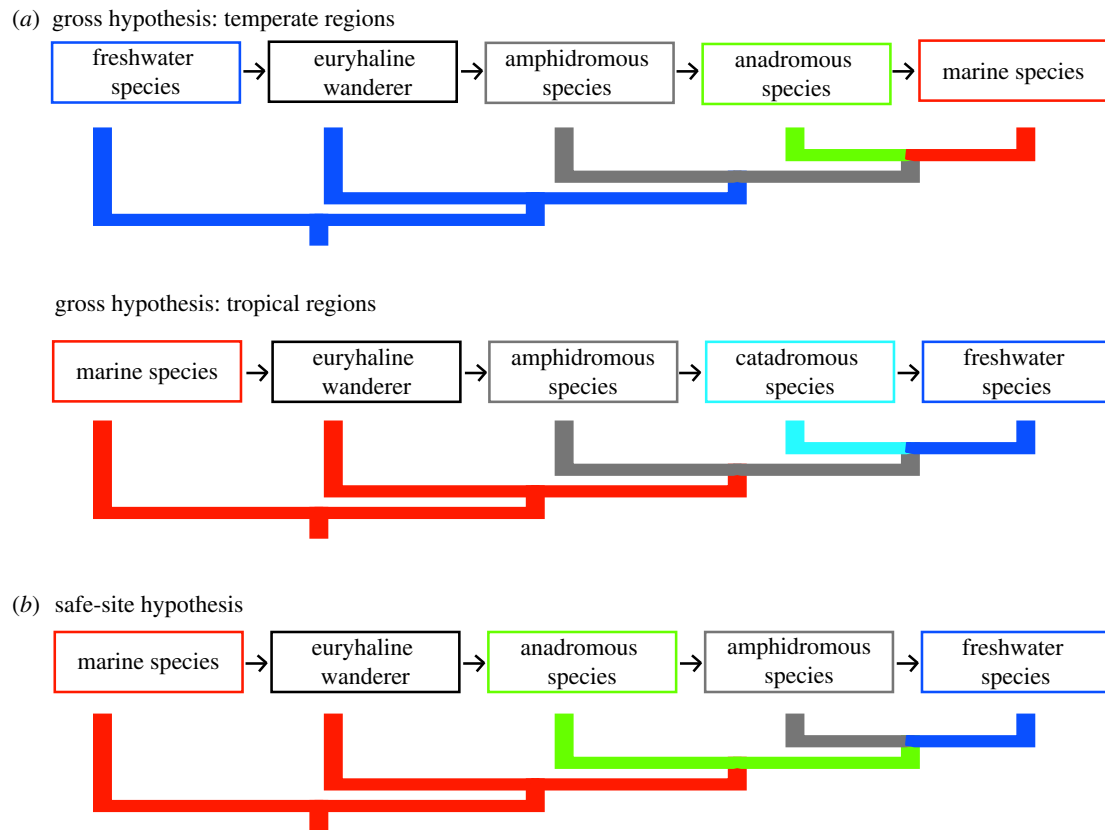 (a) gross hypothesis: temperate regions
freshwater species
euryhaline wanderer
amphidromous species
anadromous species
marine species
gross hypothesis: tropical regions
marine species
euryhaline wanderer
amphidromous species
catadromous species
freshwater species
(b) safe-site hypothesis
marine species
euryhaline wanderer
anadromous species
amphidromous species
freshwater species